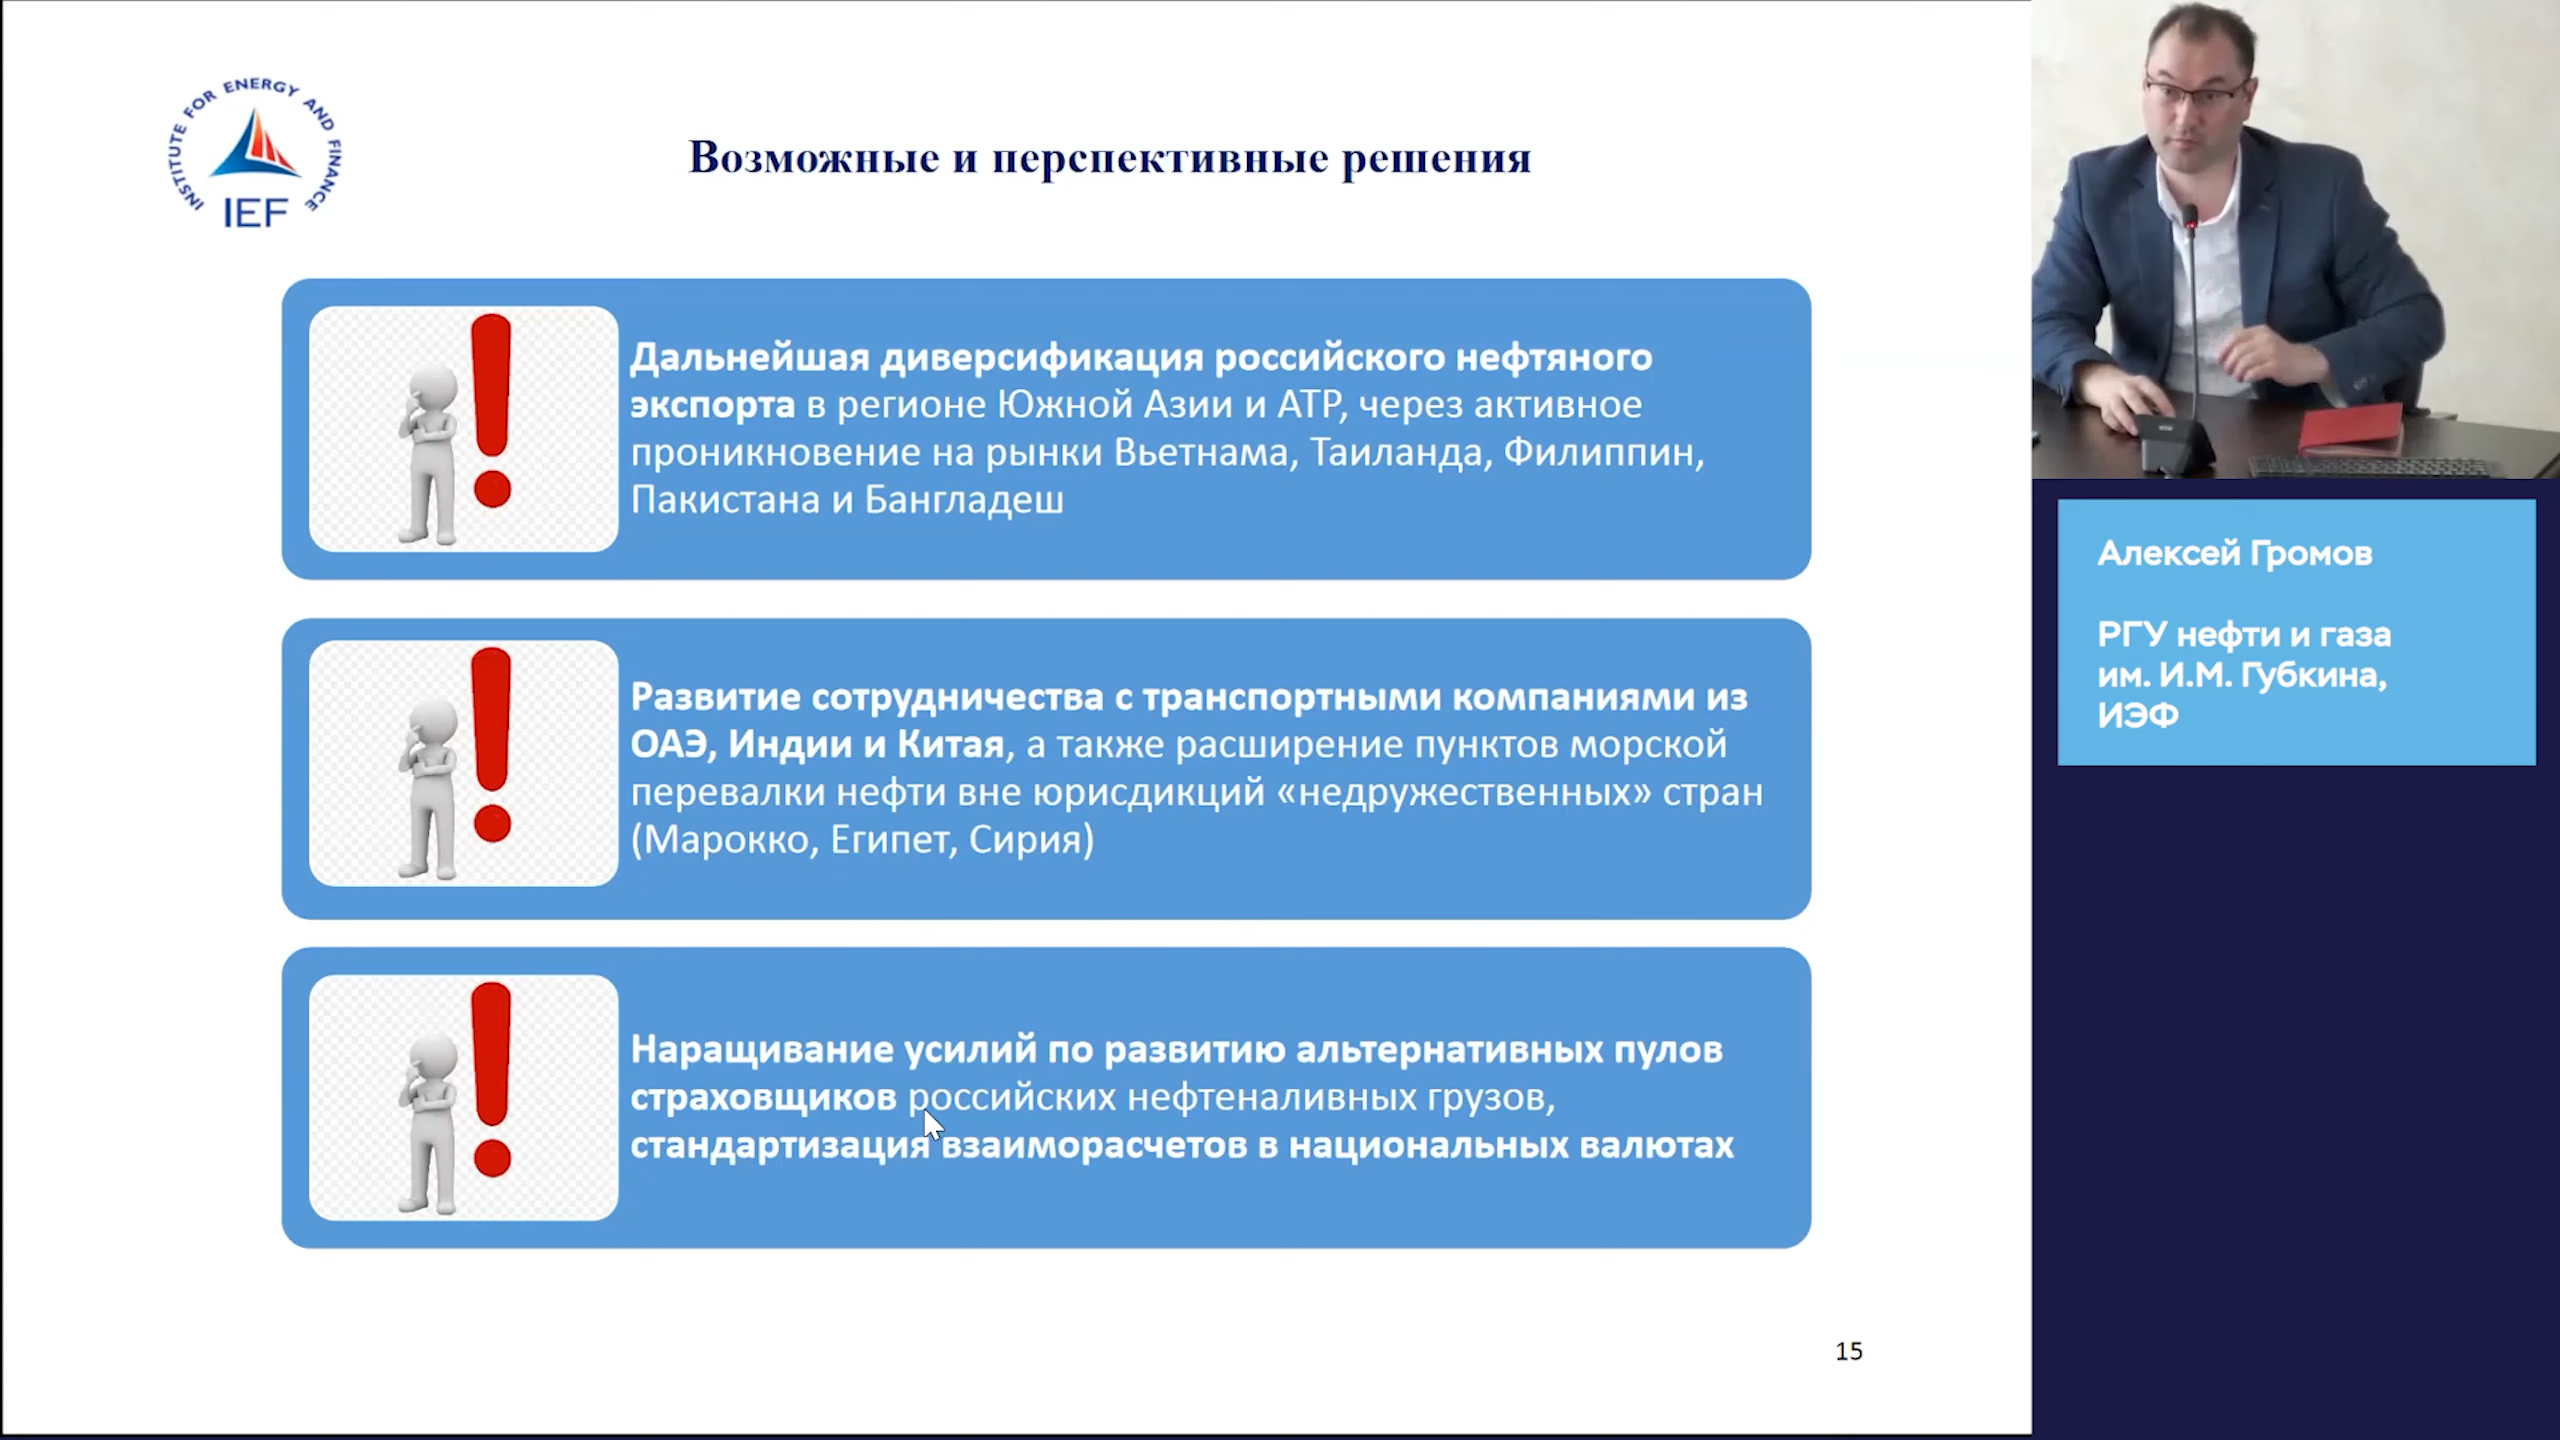 INSTITUTE FOR ENERGY AND FINANCE
IEF
Возможные и перспективные решения
Дальнейшая диверсификация российского нефтяного
экспорта в регионе Южной Азии и АТР, через активное
проникновение на рынки Вьетнама, Таиланда, Филиппин,
Пакистана и Бангладеш
Развитие сотрудничества с транспортными компаниями из
ОАЭ, Индии и Китая, а также расширение пунктов морской
перевалки нефти вне юрисдикций «недружественных» стран
(Марокко, Египет, Сирия)
Наращивание усилий по развитию альтернативных пулов
страховщиков российских нефтеналивных грузов,
стандартизация взаиморасчетов в национальных валютах
15
Алексей Громов
РГУ нефти и газа
им. И.М. Губкина,
ИЭФ